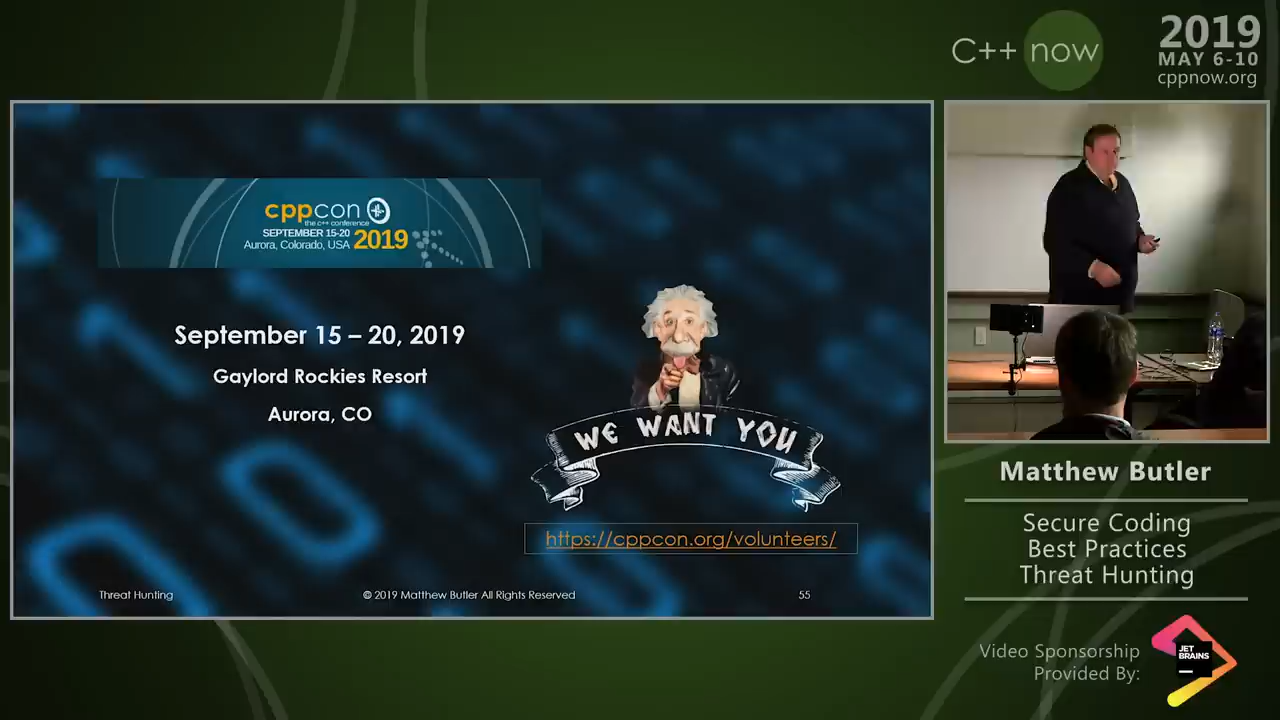 C++ now
2019
MAY 6-10
cppnow.org
cppcon
the c++ conference
SEPTEMBER 15-20
Aurora, Colorado, USA 2019
September 15 – 20, 2019
Gaylord Rockies Resort
Aurora, CO
WE WANT YOU
https://cppcon.org/volunteers/
Threat Hunting
© 2019 Matthew Butler All Rights Reserved
55
Matthew Butler
Secure Coding
Best Practices
Threat Hunting
Video Sponsorship
Provided By:
JET
BRAINS